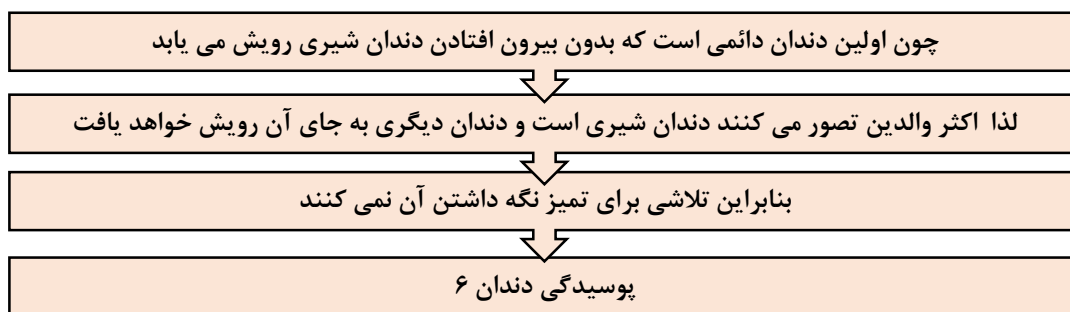 چون اولین دندان دائمی است که بدون بیرون افتادن دندان شیری رویش می یابد
لذا اکثر والدین تصور می کنند دندان شیری است و دندان دیگری به جای آن رویش خواهد یافت
بنابراین تلاشی برای تمیز نگه داشتن آن نمی کنند
پوسیدگی دندان ۶